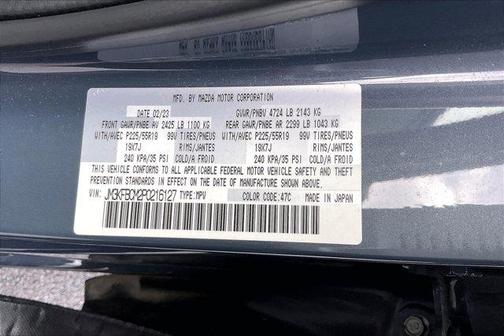 MFD. BY MAZDA MOTOR CORPORATION
DATE 02/23 GVWR/PNBV 4724 LB 2143 KG
FRONT GAWR/PNBE AV 2425 LB 1100 KG REAR GAWR/PNBE AR 2299 LB 1043 KG
WITH/AVEC P225/55R19 99V TIRES/PNEUS WITH/AVEC P225/55R19 99V TIRES/PNEUS
19X7J RIMS/JANTES 19X7J RIMS/JANTES
240 KPA/35 PSI COLD/A FROID 240 KPA/35 PSI COLD/A FROID
THIS VEHICLE CONFORMS TO ALL APPLICABLE FEDERAL MOTOR VEHICLE SAFETY AND THEFT
PREVENTION STANDARDS IN EFFECT ON THE DATE OF MANUFACTURE SHOWN ABOVE.
VIN: JM3KFBCM2P0216127 TYPE:MPV COLOR CODE:47C MADE IN JAPAN